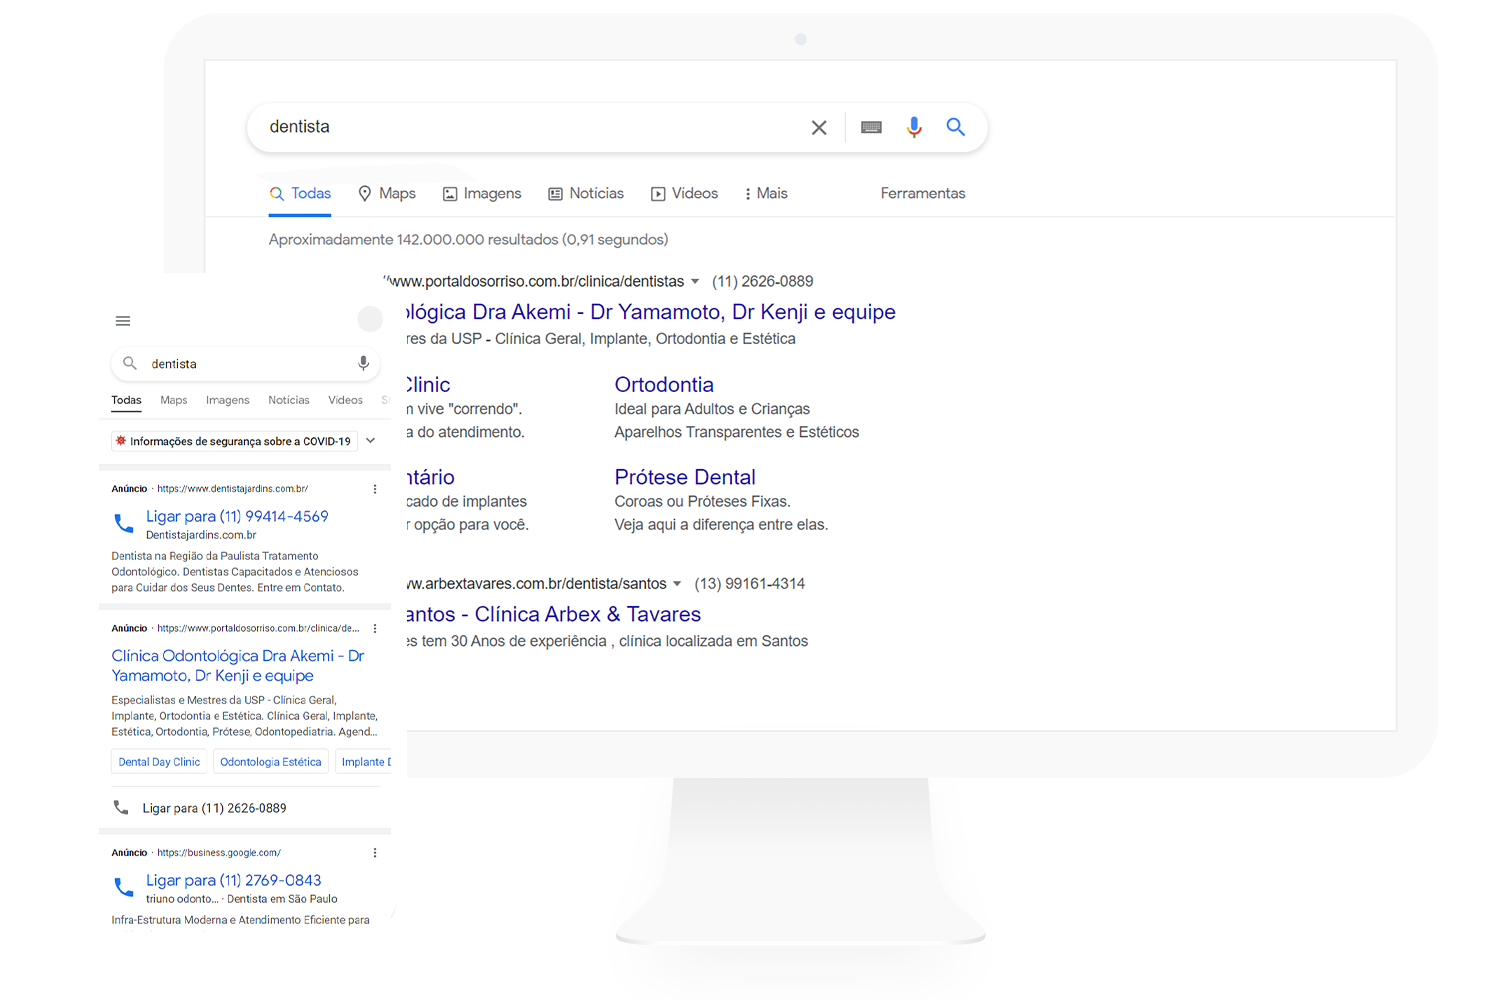 dentista
Todas Maps Imagens Notícias Vídeos Mais Ferramentas
Aproximadamente 142.000.000 resultados (0,91 segundos)
www.portaldosorriso.com.br/clinica/dentistas (11) 2626-0889
ológica Dra Akemi - Dr Yamamoto, Dr Kenji e equipe
res da USP - Clínica Geral, Implante, Ortodontia e Estética
Clinic
n vive "correndo".
a do atendimento.
Ortodontia
Ideal para Adultos e Crianças
Aparelhos Transparentes e Estéticos
ntário
cado de implantes
r opção para você.
Prótese Dental
Coroas ou Próteses Fixas.
Veja aqui a diferença entre elas.
ww.arbextavares.com.br/dentista/santos (13) 99161-4314
antos - Clínica Arbex & Tavares
es tem 30 Anos de experiência , clínica localizada em Santos
dentista
Todas Maps Imagens Notícias Vídeos
Informações de segurança sobre a COVID-19
Anúncio · https://www.dentistajardins.com.br/
Ligar para (11) 99414-4569
Dentistajardins.com.br
Dentista na Região da Paulista Tratamento
Odontológico. Dentistas Capacitados e Atenciosos
para Cuidar dos Seus Dentes. Entre em Contato.
Anúncio · https://www.portaldosorriso.com.br/clinica/de...
Clínica Odontológica Dra Akemi - Dr
Yamamoto, Dr Kenji e equipe
Especialistas e Mestres da USP - Clínica Geral,
Implante, Ortodontia e Estética. Clínica Geral, Implante,
Estética, Ortodontia, Prótese, Odontopediatria. Agend...
Dental Day Clinic Odontologia Estética Implante D
Ligar para (11) 2626-0889
Anúncio · https://business.google.com/
Ligar para (11) 2769-0843
triuno odonto... · Dentista em São Paulo
Infra-Estrutura Moderna e Atendimento Eficiente para